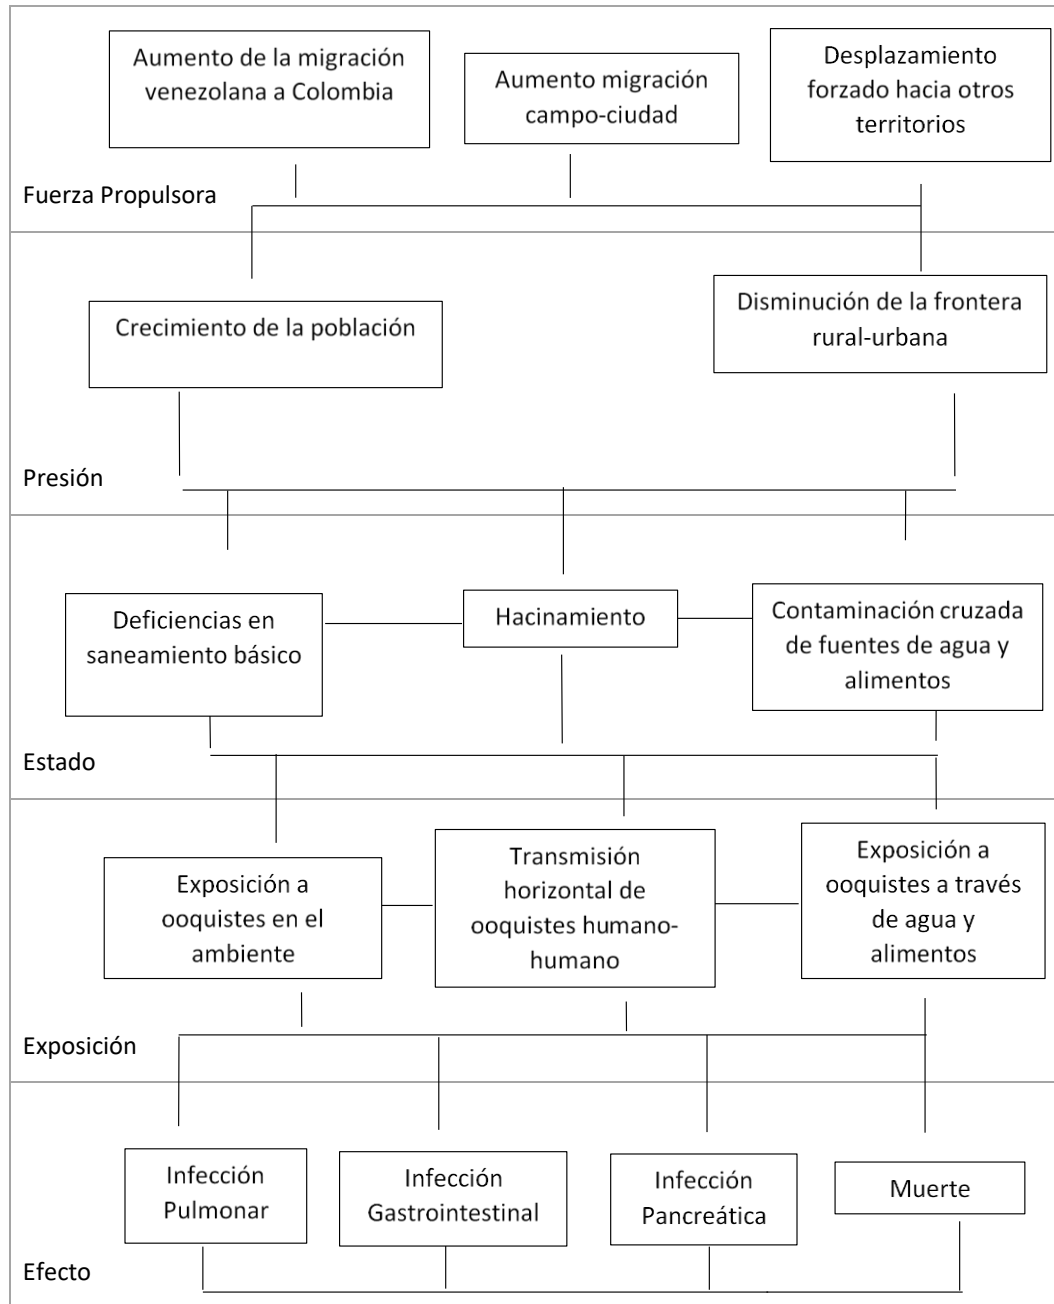 Aumento de la migración
venezolana a Colombia
Aumento migración
campo-ciudad
Desplazamiento
forzado hacia otros
territorios
Fuerza Propulsora
Crecimiento de la población
Disminución de la frontera
rural-urbana
Presión
Deficiencias en
saneamiento básico
Hacinamiento
Contaminación cruzada
de fuentes de agua y
alimentos
Estado
Exposición a
ooquistes en el
ambiente
Transmisión
horizontal de
ooquistes humano-
humano
Exposición a
ooquistes a través
de agua y
alimentos
Exposición
Infección
Pulmonar
Infección
Gastrointestinal
Infección
Pancreática
Muerte
Efecto